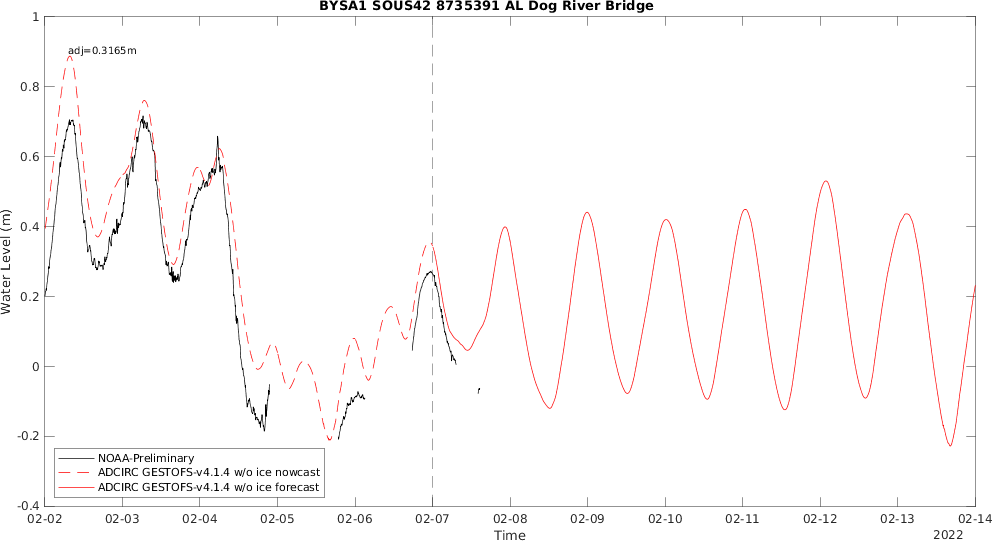 BYSA1 SOUS42 8735391 AL Dog River Bridge
adj=0.3165m
1
0.8
0.6
0.4
0.2
0
-0.2
-0.4
Water Level (m)
NOAA-Preliminary
ADCIRC GESTOFS-v4.1.4 w/o ice nowcast
ADCIRC GESTOFS-v4.1.4 w/o ice forecast
02-02 02-03 02-04 02-05 02-06 02-07 02-08 02-09 02-10 02-11 02-12 02-13 02-14
Time
2022